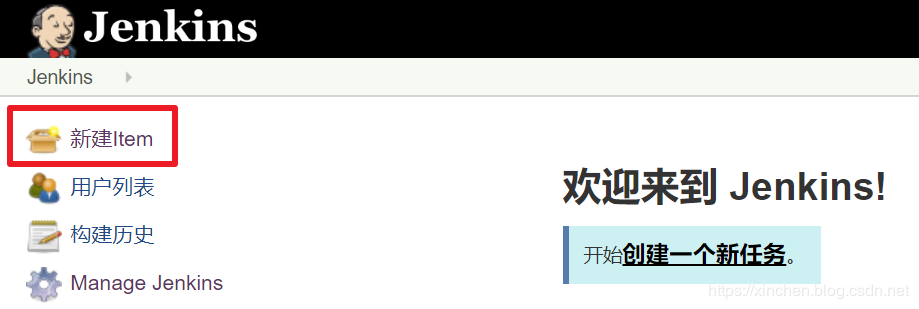 Jenkins
Jenkins
新建Item
用户列表
构建历史
Manage Jenkins
欢迎来到 Jenkins!
开始创建一个新任务。
https://xinchen.blog.csdn.net